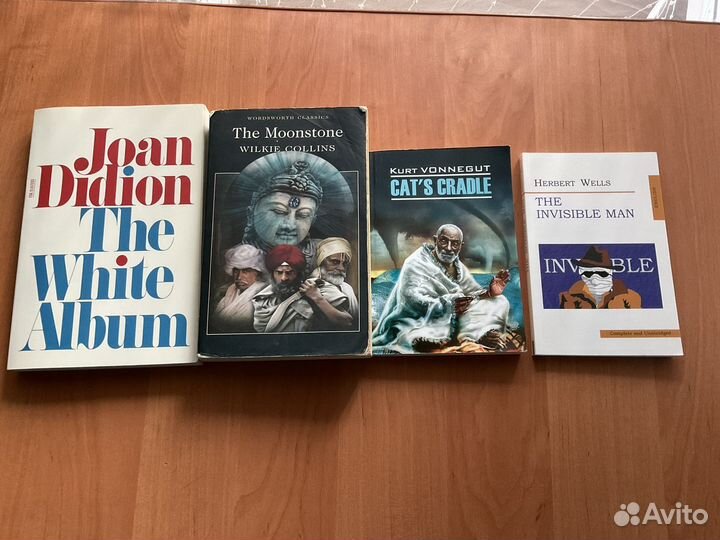 Joan
Didion
The
White
Album
WORDSWORTH CLASSICS
The Moonstone
WILKIE COLLINS
KURT VONNEGUT
CAT'S CRADLE
HERBERT WELLS
THE
INVISIBLE MAN
INVISIBLE
Complete and Unabridged
Avito